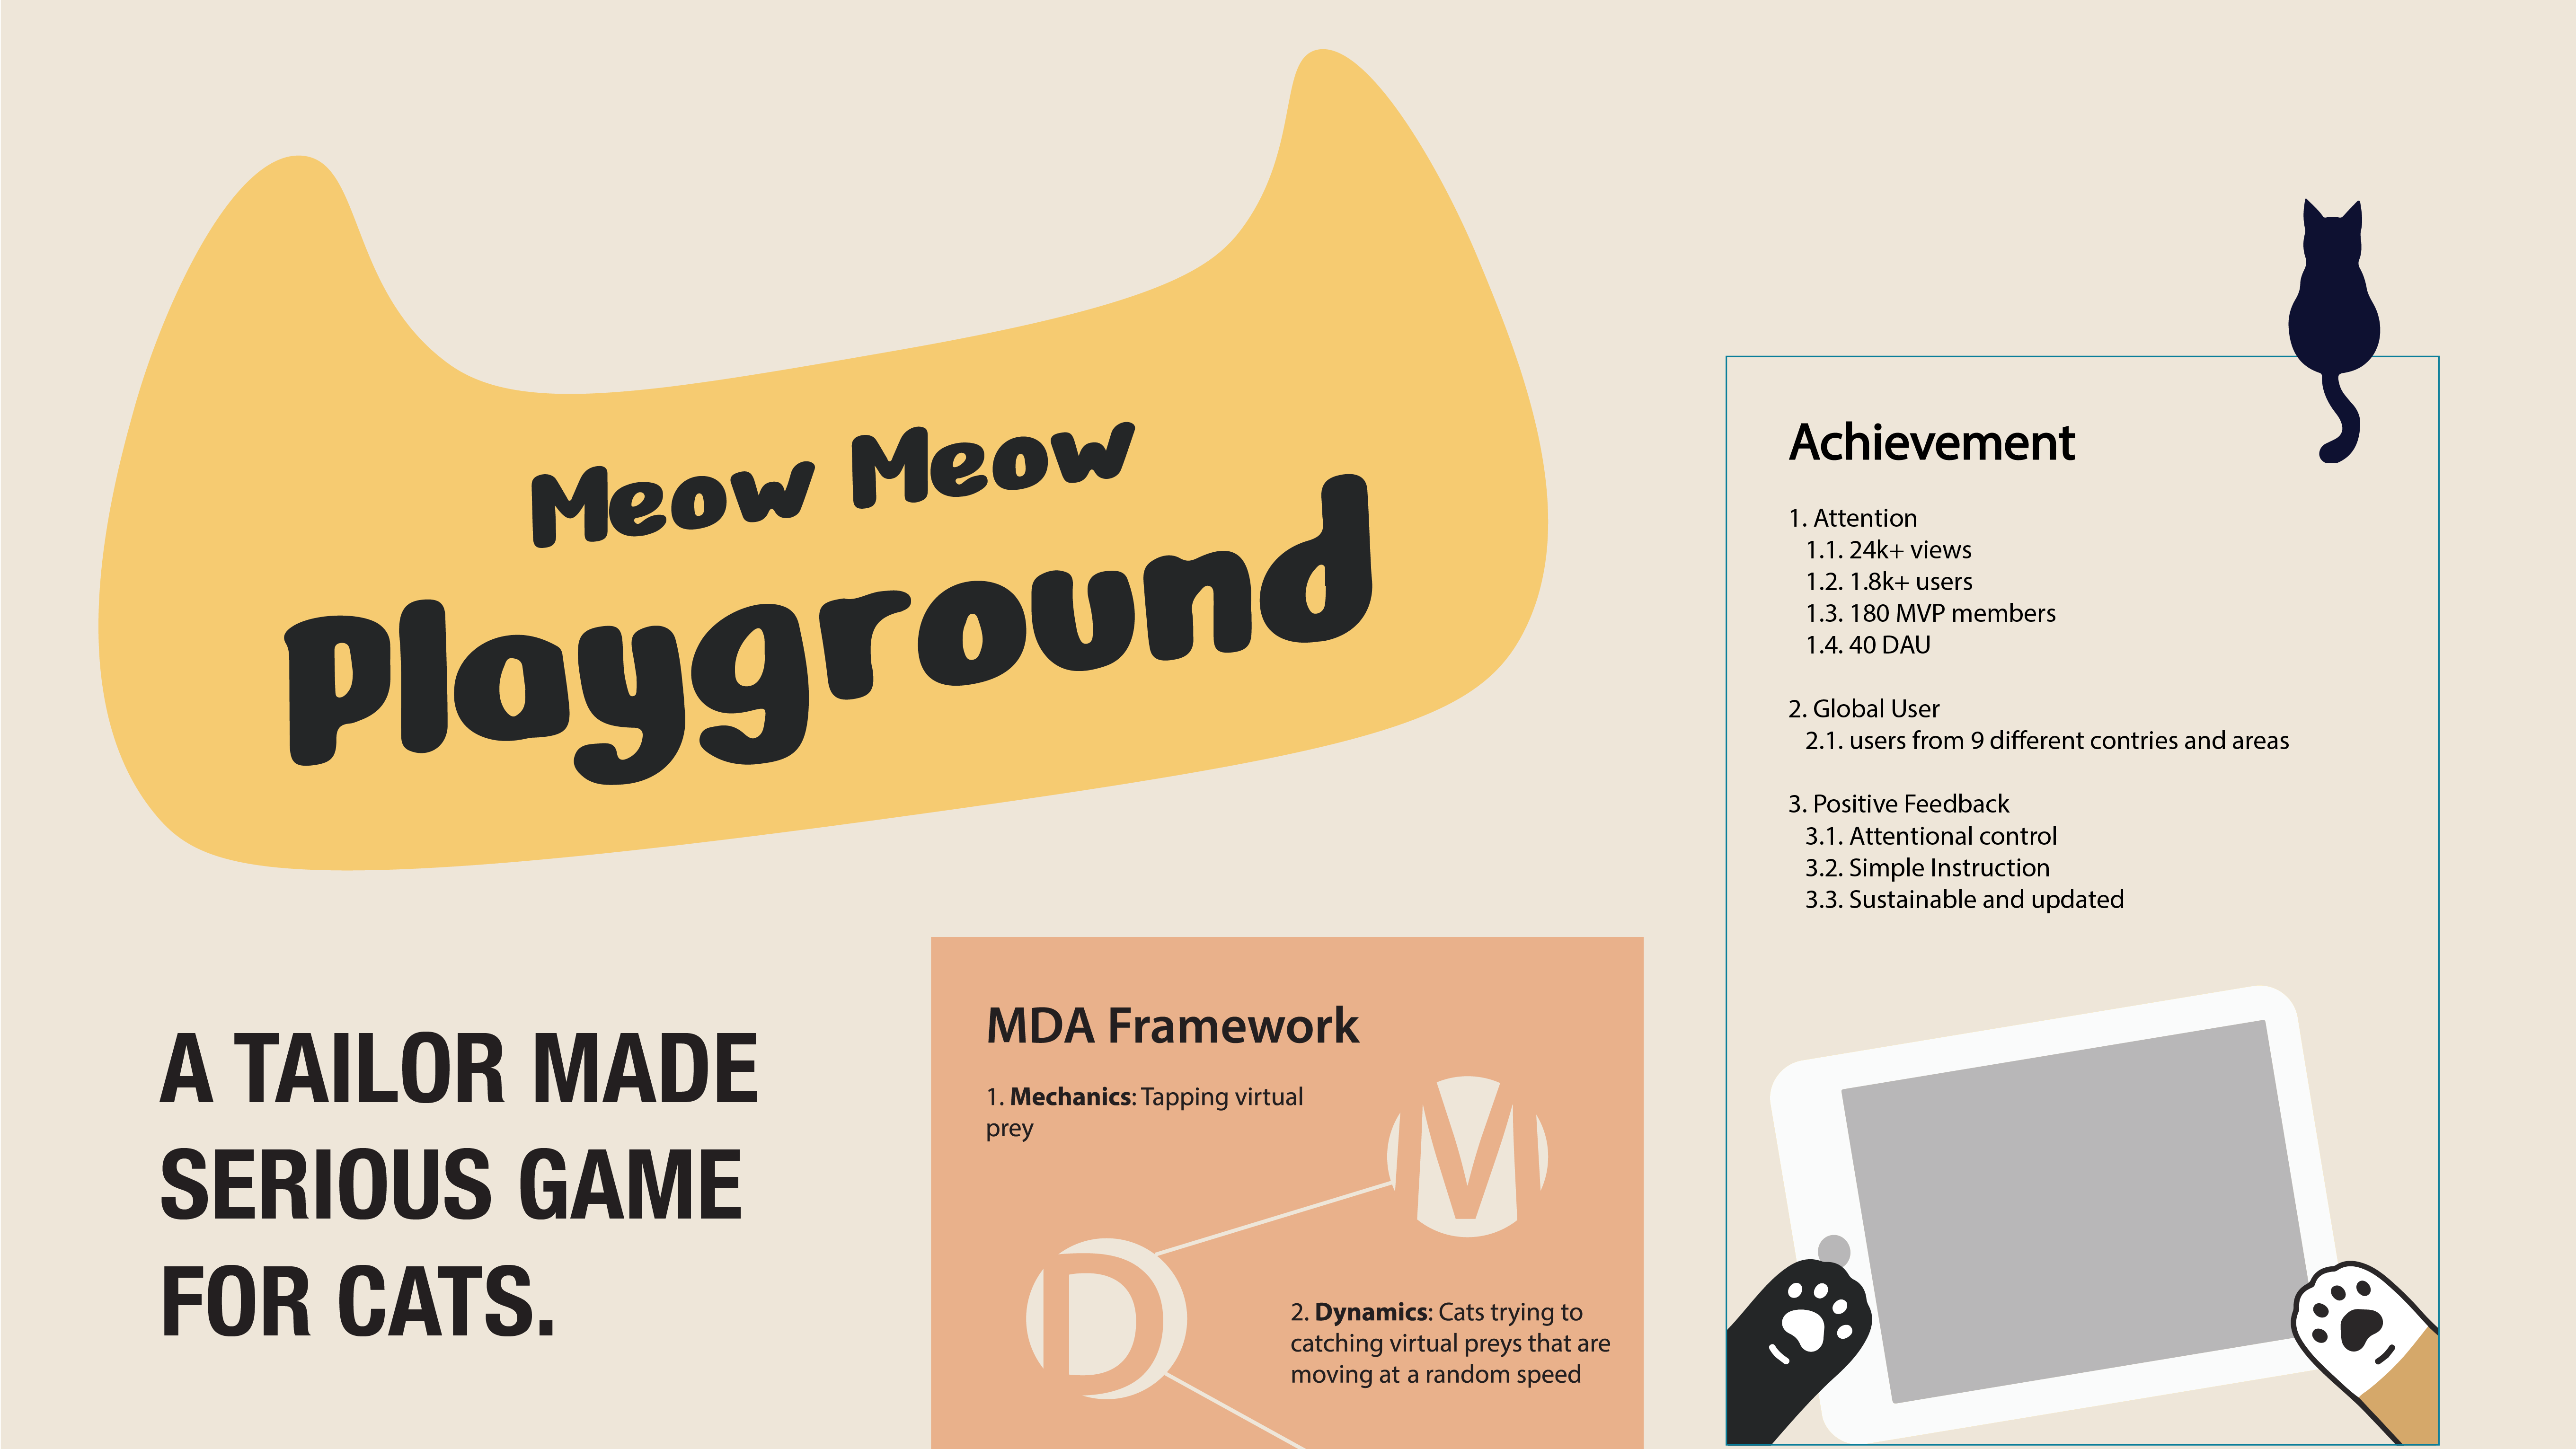 Meow Meow
Playground
A TAILOR MADE
SERIOUS GAME
FOR CATS.
MDA Framework
1. Mechanics: Tapping virtual
prey
M
D
2. Dynamics: Cats trying to
catching virtual preys that are
moving at a random speed
Achievement
1. Attention
1.1. 24k+ views
1.2. 1.8k+ users
1.3. 180 MVP members
1.4. 40 DAU
2. Global User
2.1. users from 9 different contries and areas
3. Positive Feedback
3.1. Attentional control
3.2. Simple Instruction
3.3. Sustainable and updated